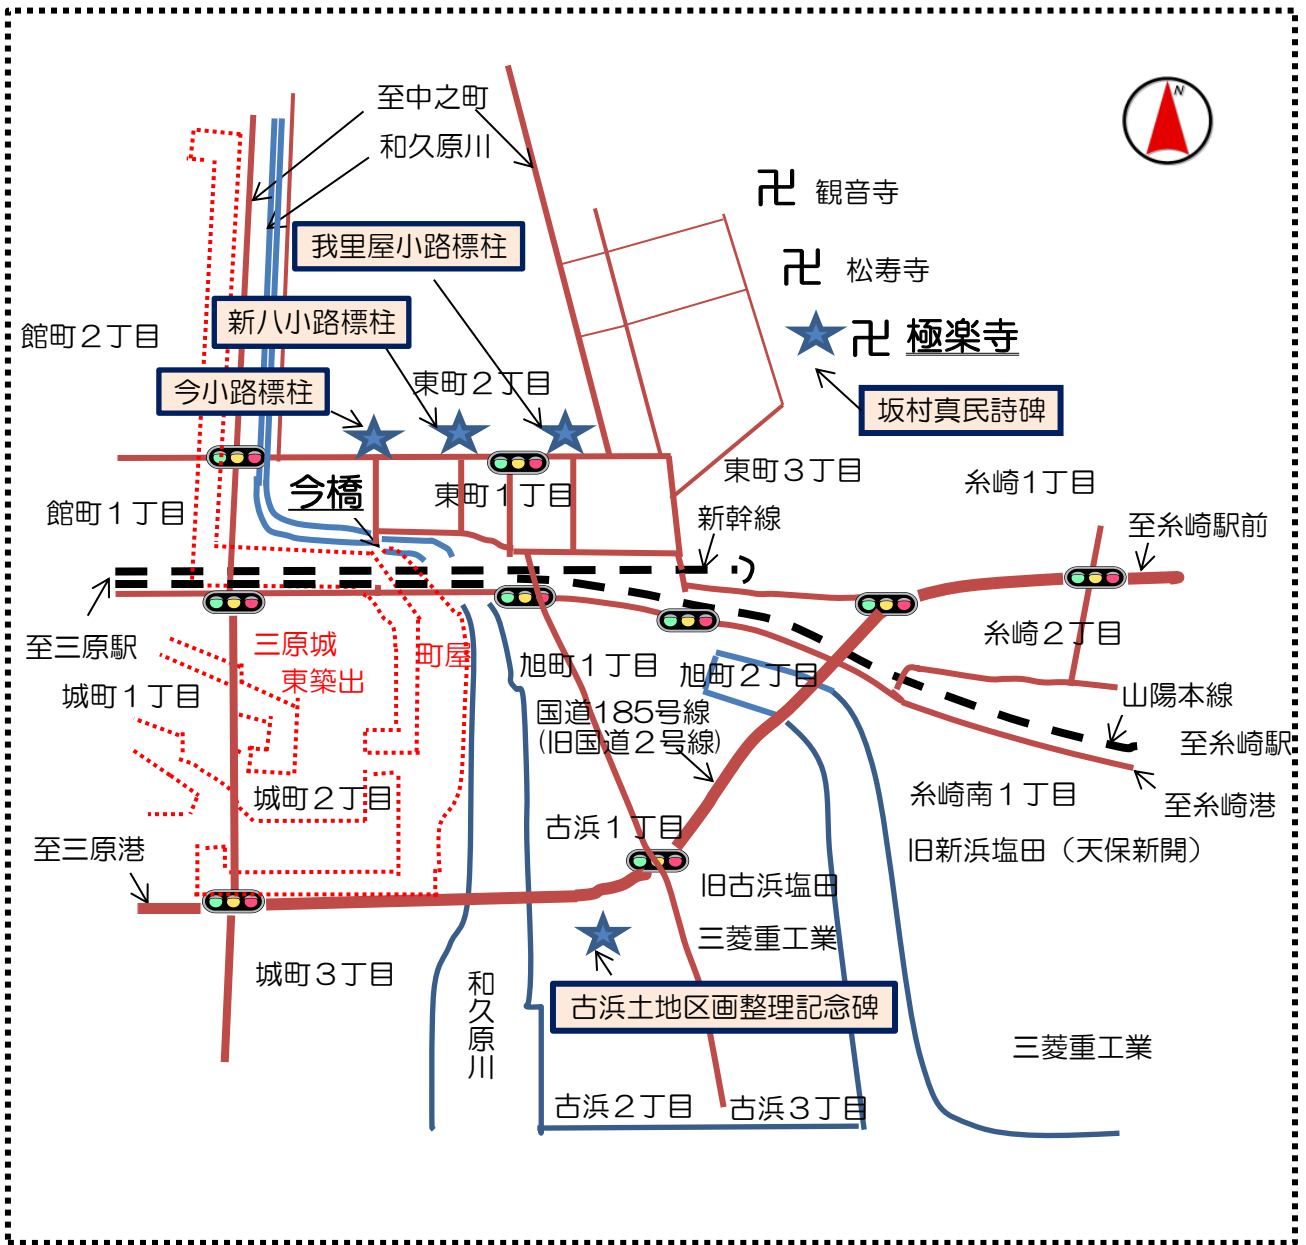 至中之町
N
和久原川
観音寺
我里屋小路標柱
松寿寺
新八小路標柱
館町２丁目
極楽寺
東町２丁目
今小路標柱
坂村真民詩碑
東町３丁目
糸崎１丁目
今橋
東町１丁目
館町１丁目
新幹線
至糸崎駅前
至三原駅
三原城
東築出
町屋
糸崎２丁目
旭町１丁目
旭町２丁目
城町１丁目
山陽本線
国道185号線
(旧国道２号線)
至糸崎駅
城町２丁目
糸崎南１丁目
至糸崎港
古浜１丁目
至三原港
旧新浜塩田（天保新開）
旧古浜塩田
三菱重工業
城町３丁目
和久原川
古浜土地区画整理記念碑
三菱重工業
古浜２丁目
古浜３丁目